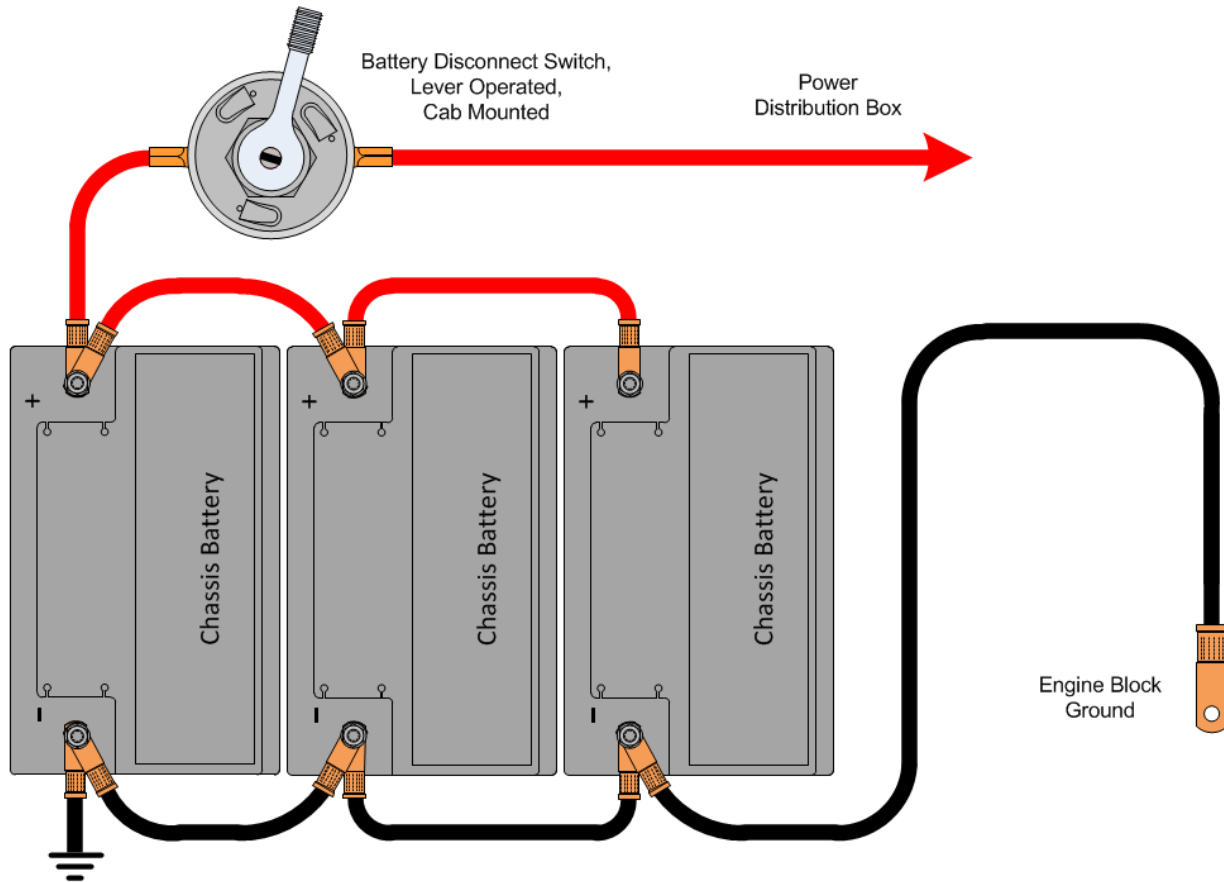 Battery Disconnect Switch,
Lever Operated,
Cab Mounted
Power
Distribution Box
+
+
+
Chassis Battery
Chassis Battery
Chassis Battery
-
-
-
Engine Block
Ground